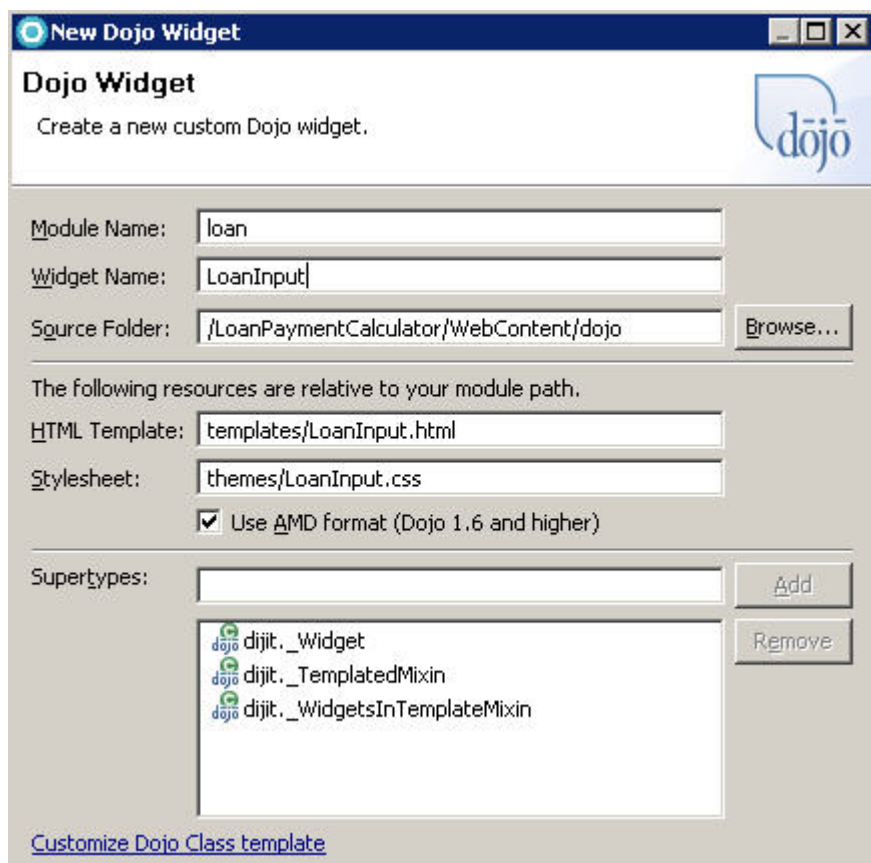 New Dojo Widget
Dojo Widget
Create a new custom Dojo widget.
dōjō
Module Name: loan
Widget Name: LoanInput
Source Folder: /LoanPaymentCalculator/WebContent/dojo Browse...
The following resources are relative to your module path.
HTML Template: templates/LoanInput.html
Stylesheet: themes/LoanInput.css
Use AMD format (Dojo 1.6 and higher)
Supertypes: Add
dijit._Widget Remove
dijit._TemplatedMixin
dijit._WidgetsInTemplateMixin
Customize Dojo Class template